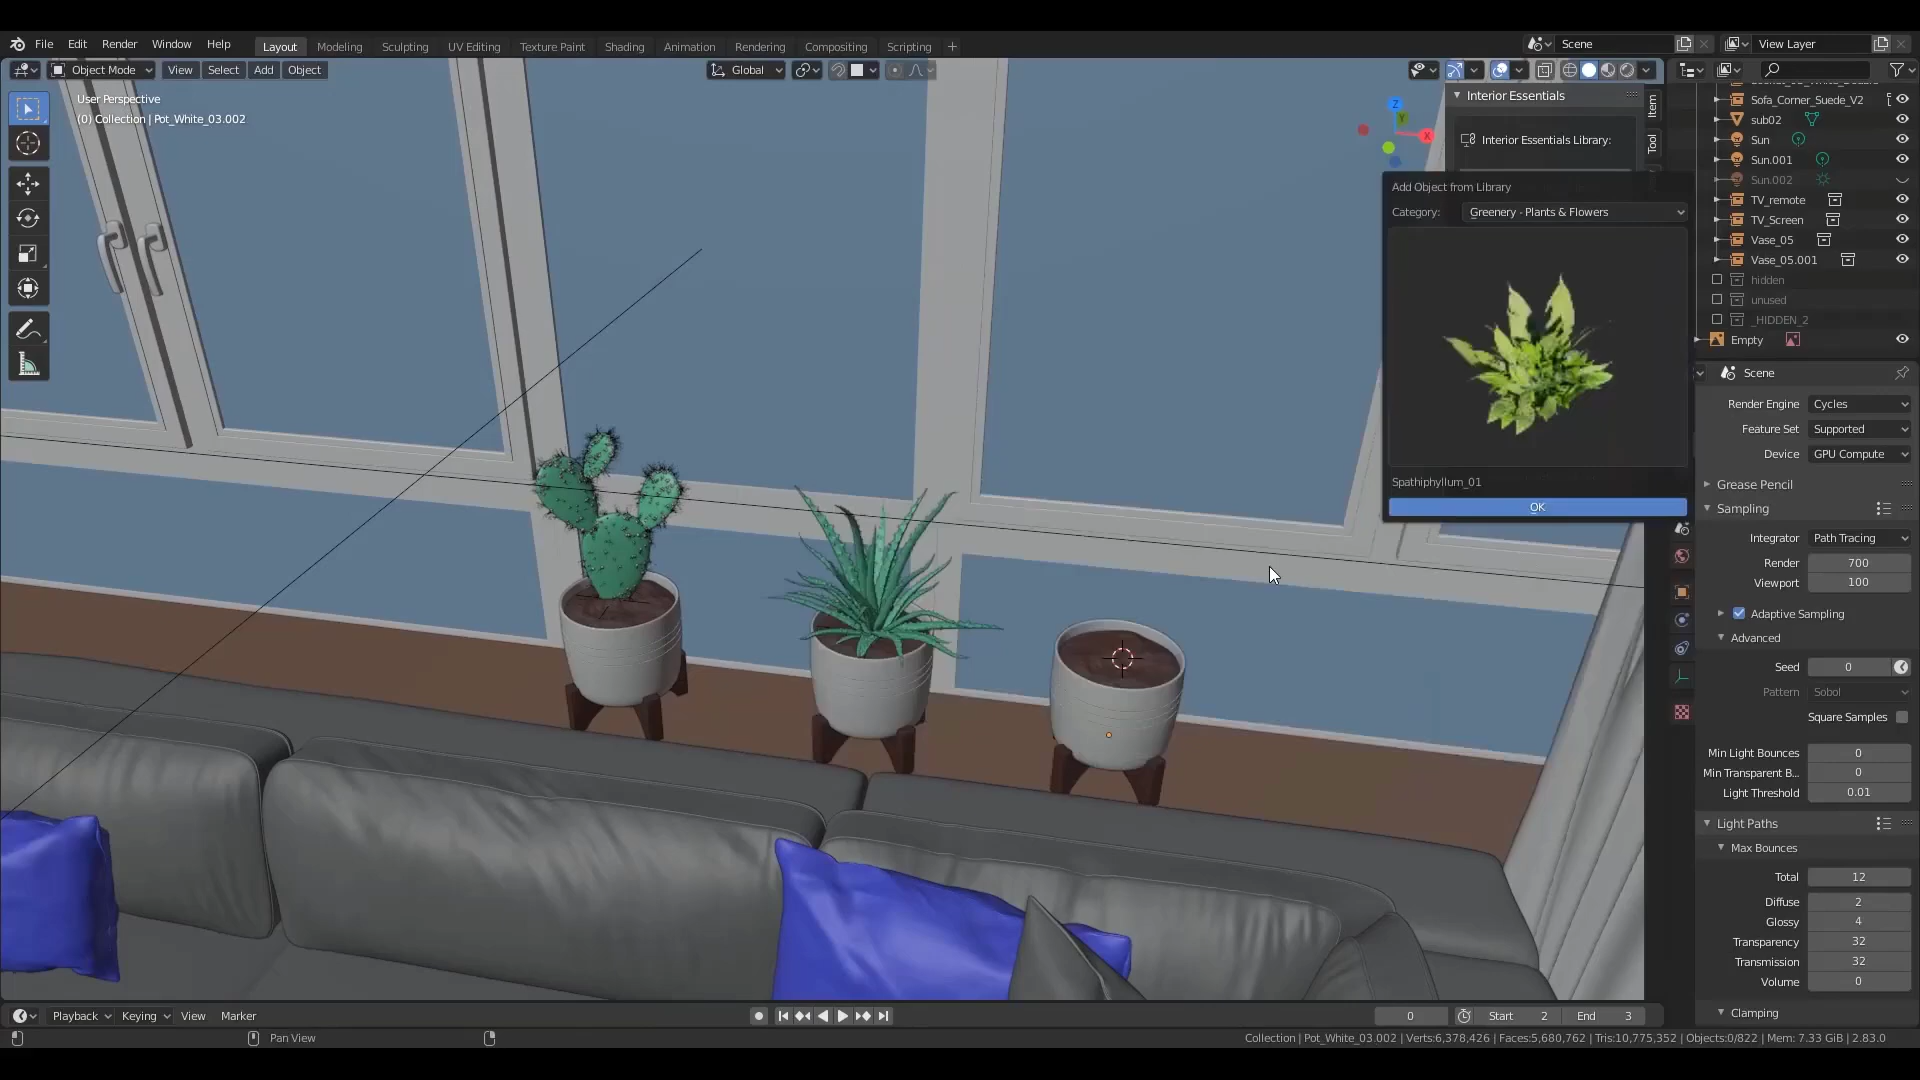 File Edit Render Window Help Layout Modeling Sculpting UV Editing Texture Paint Shading Animation Rendering Compositing Scripting + Scene View Layer
Object Mode View Select Add Object Global
User Perspective
(0) Collection | Pot_White_03.002
Z
Y
X
Interior Essentials
Interior Essentials Library:
Item
Tool
Add Object from Library
Category: Greenery - Plants & Flowers
Spathiphyllum_01
OK
Sofa_Corner_Suede_V2
sub02
Sun
Sun.001
Sun.002
TV_remote
TV_Screen
Vase_05
Vase_05.001
hidden
unused
_HIDDEN_2
Empty
Scene
Render Engine Cycles
Feature Set Supported
Device GPU Compute
Grease Pencil
Sampling
Integrator Path Tracing
Render 700
Viewport 100
Adaptive Sampling
Advanced
Seed 0
Pattern Sobol
Square Samples
Min Light Bounces 0
Min Transparent B... 0
Light Threshold 0.01
Light Paths
Max Bounces
Total 12
Diffuse 2
Glossy 4
Transparency 32
Transmission 32
Volume 0
Clamping
Playback Keying View Marker 0 Start 2 End 3
Pan View
Collection | Pot_White_03.002 | Verts:6,378,426 | Faces:5,680,762 | Tris:10,775,352 | Objects:0/822 | Mem: 7.33 GiB | 2.83.0